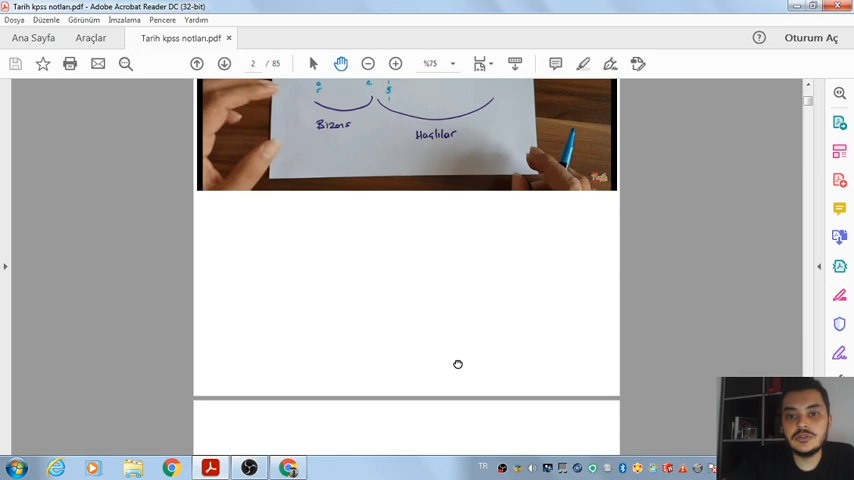 Tarih kpss notları.pdf - Adobe Acrobat Reader DC (32-bit)
Dosya Düzenle Görünüm İmzalama Pencere Yardım
Ana Sayfa Araçlar Tarih kpss notları.pdf × Oturum Aç
2 / 85 %75
Bizans
Haçlılar
TR